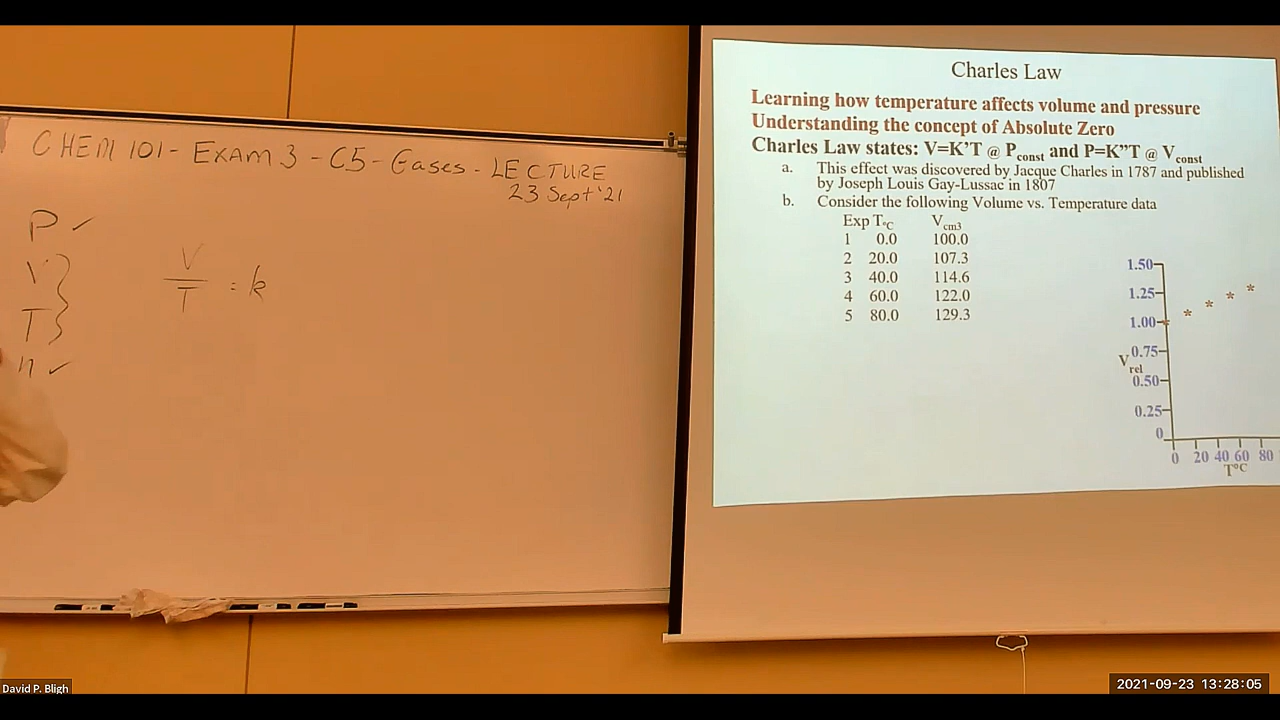 CHEM 101 - EXAM 3 - C5 - Gases - LECTURE
23 Sept '21
P ✓
V
T
n ✓
V
T = k
Charles Law
Learning how temperature affects volume and pressure
Understanding the concept of Absolute Zero
Charles Law states: V=K'T @ Pconst and P=K”T @ Vconst
a. This effect was discovered by Jacque Charles in 1787 and published
by Joseph Louis Gay-Lussac in 1807
b. Consider the following Volume vs. Temperature data
Exp T°C Vcm3
1 0.0 100.0
2 20.0 107.3
3 40.0 114.6
4 60.0 122.0
5 80.0 129.3
1.50
1.25
1.00
0.75
Vrel
0.50
0.25
0
0 20 40 60 80
T°C
David P. Bligh
2021-09-23 13:28:05